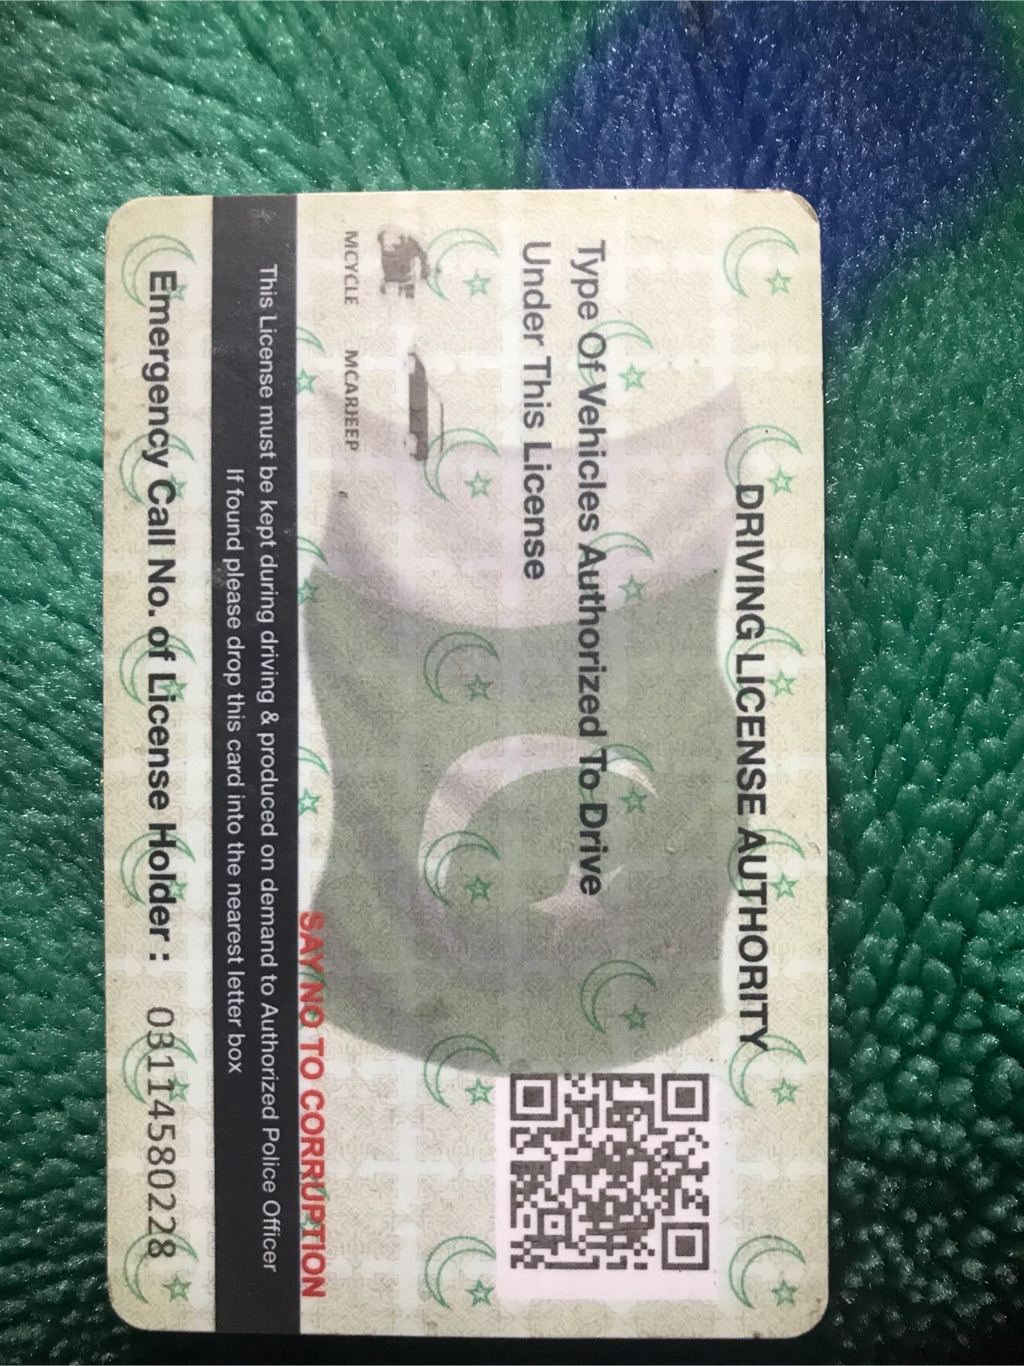 DRIVING LICENSE AUTHORITY
Type Of Vehicles Authorized To Drive
Under This License
MCYCLE MCARJEEP
SAY NO TO CORRUPTION
This License must be kept during driving & produced on demand to Authorized Police Officer
If found please drop this card into the nearest letter box
Emergency Call No. of License Holder : 03114580228